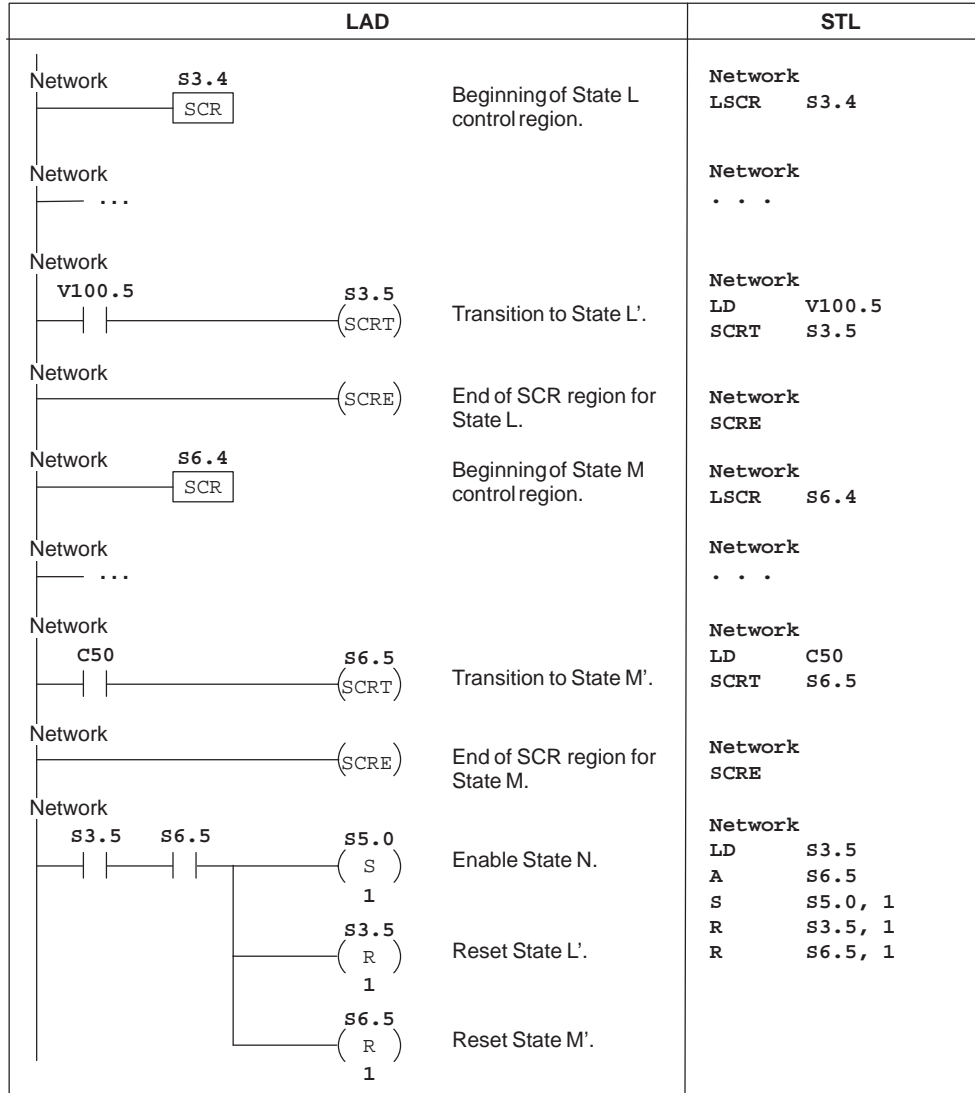 LAD
STL
Network
S3.4
SCR
Beginning of State L
control region.
Network
LSCR S3.4
Network
...
Network
. . .
Network
V100.5
S3.5
SCRT
Transition to State L’.
Network
LD V100.5
SCRT S3.5
Network
SCRE
End of SCR region for
State L.
Network
SCRE
Network
S6.4
SCR
Beginning of State M
control region.
Network
LSCR S6.4
Network
...
Network
. . .
Network
C50
S6.5
SCRT
Transition to State M’.
Network
LD C50
SCRT S6.5
Network
SCRE
End of SCR region for
State M.
Network
SCRE
Network
S3.5 S6.5
S5.0
S
1
Enable State N.
S3.5
R
1
Reset State L’.
S6.5
R
1
Reset State M’.
Network
LD S3.5
A S6.5
S S5.0, 1
R S3.5, 1
R S6.5, 1